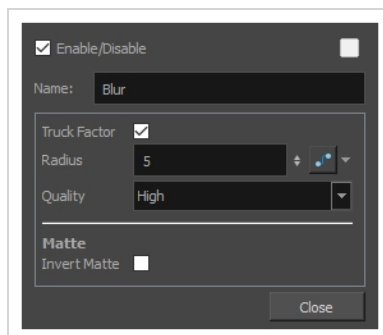 Enable/Disable
Name: Blur
Truck Factor
Radius 5
Quality High
Matte
Invert Matte
Close